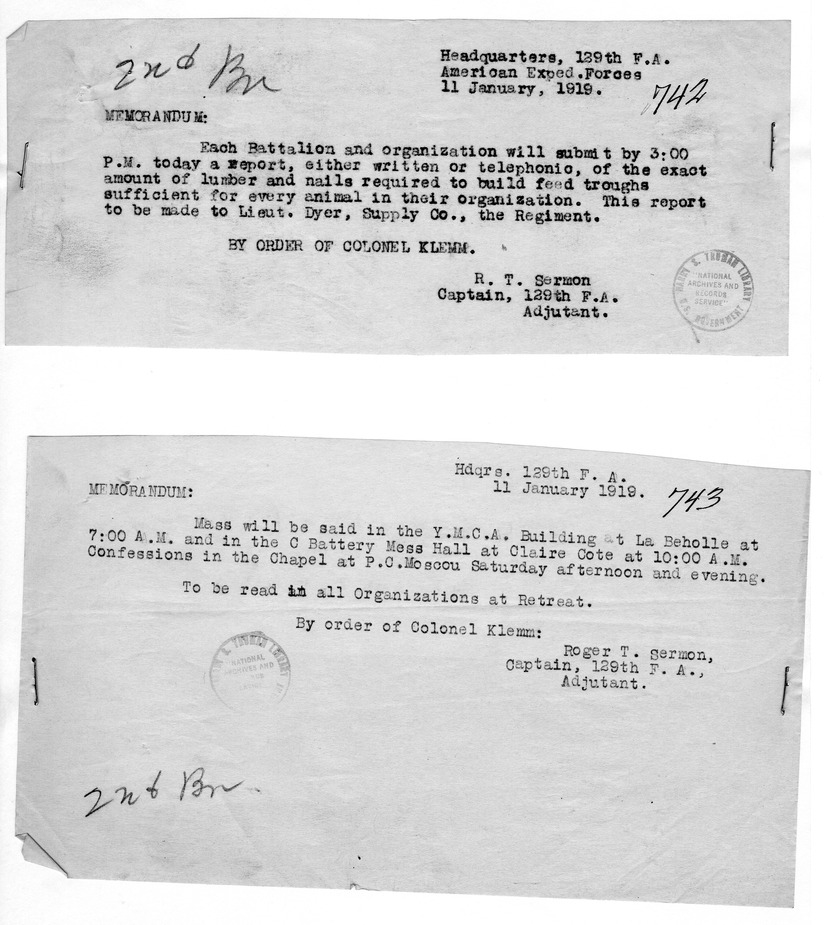 2nd Bn
Headquarters, 129th F.A.
American Exped.Forces
11 January, 1919.
742
MEMORANDUM:
Each Battalion and organization will submit by 3:00
P.M. today a report, either written or telephonic, of the exact
amount of lumber and nails required to build feed troughs
sufficient for every animal in their organization. This report
to be made to Lieut. Dyer, Supply Co., the Regiment.
BY ORDER OF COLONEL KLEMM.
R. T. Sermon
Captain, 129th F.A.
Adjutant.
HARRY S. TRUMAN LIBRARY
"NATIONAL
ARCHIVES AND
RECORDS
SERVICE"
U.S. GOVERNMENT
Hdqrs. 129th F. A.
11 January 1919.
743
MEMORANDUM:
Mass will be said in the Y.M.C.A. Building at La Beholle at
7:00 A.M. and in the C Battery Mess Hall at Claire Cote at 10:00 A.M.
Confessions in the Chapel at P.C.Moscou Saturday afternoon and evening.
To be read in all Organizations at Retreat.
By order of Colonel Klemm:
Roger T. Sermon,
Captain, 129th F. A.,
Adjutant.
S. TRUMAN LIBRARY
"NATIONAL
ARCHIVES AND
2nd Bn.